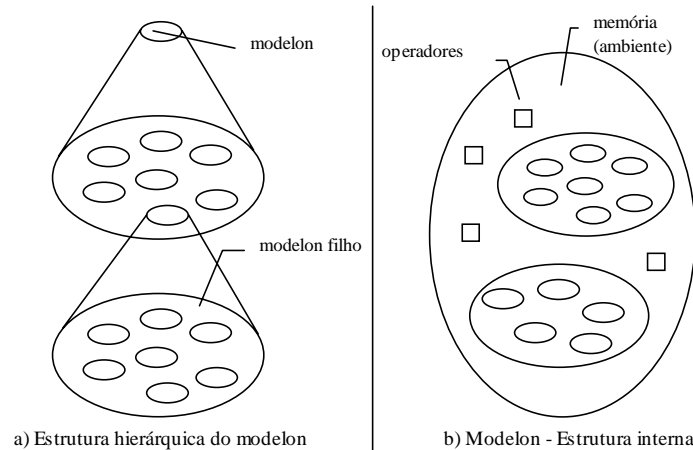 modelon
modelon filho
a) Estrutura hierárquica do modelon
memória
(ambiente)
operadores
b) Modelon - Estrutura interna